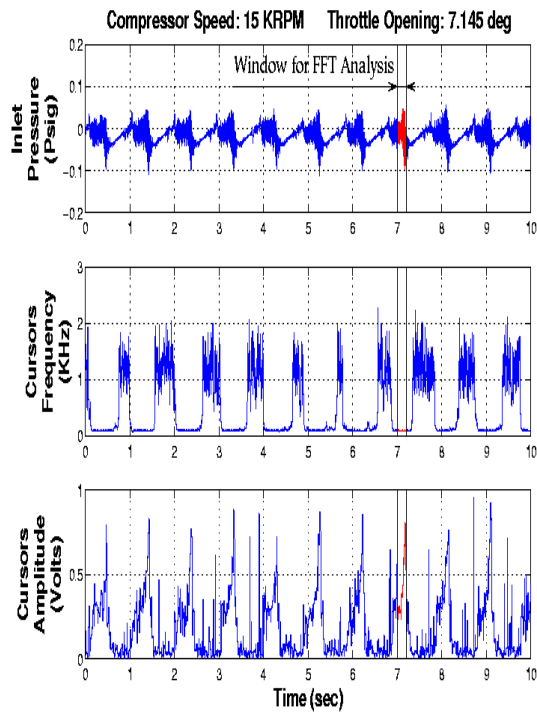 Compressor Speed: 15 KRPM Throttle Opening: 7.145 deg
0.2
Window for FFT Analysis
0.1
0
−0.1
−0.2
Inlet
Pressure
(Psig)
0 1 2 3 4 5 6 7 8 9 10
3
2
1
0
Cursors
Frequency
(KHz)
0 1 2 3 4 5 6 7 8 9 10
1
0.5
0
Cursors
Amplitude
(Volts)
0 1 2 3 4 5 6 7 8 9 10
Time (sec)